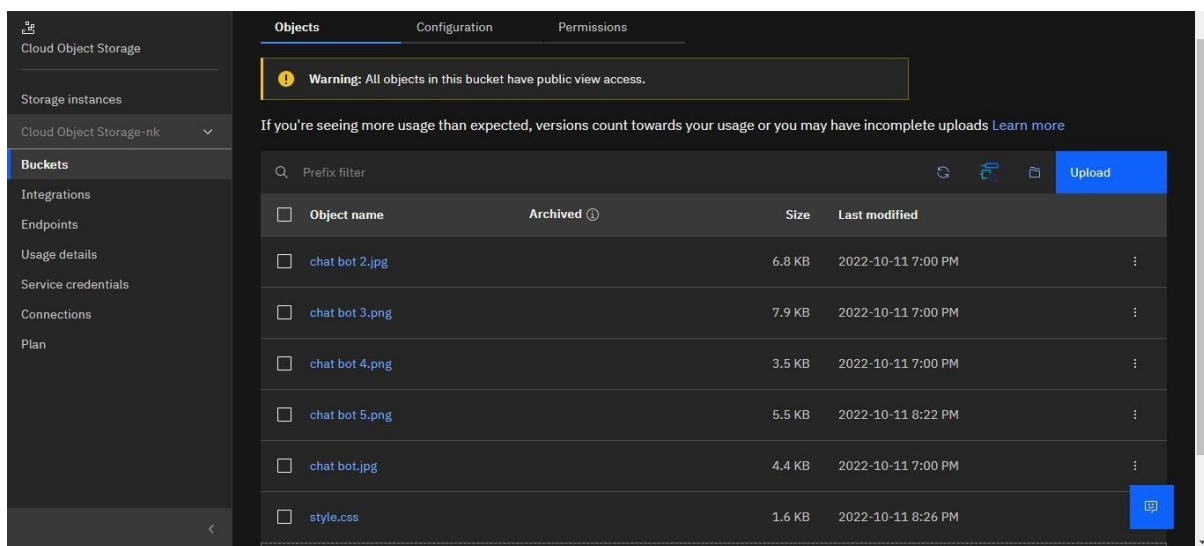 Cloud Object Storage
Storage instances
Cloud Object Storage-nk
Buckets
Integrations
Endpoints
Usage details
Service credentials
Connections
Plan
Objects Configuration Permissions
Warning: All objects in this bucket have public view access.
If you're seeing more usage than expected, versions count towards your usage or you may have incomplete uploads Learn more
Prefix filter Upload
Object name Archived Size Last modified
chat bot 2.jpg 6.8 KB 2022-10-11 7:00 PM
chat bot 3.png 7.9 KB 2022-10-11 7:00 PM
chat bot 4.png 3.5 KB 2022-10-11 7:00 PM
chat bot 5.png 5.5 KB 2022-10-11 8:22 PM
chat bot.jpg 4.4 KB 2022-10-11 7:00 PM
style.css 1.6 KB 2022-10-11 8:26 PM